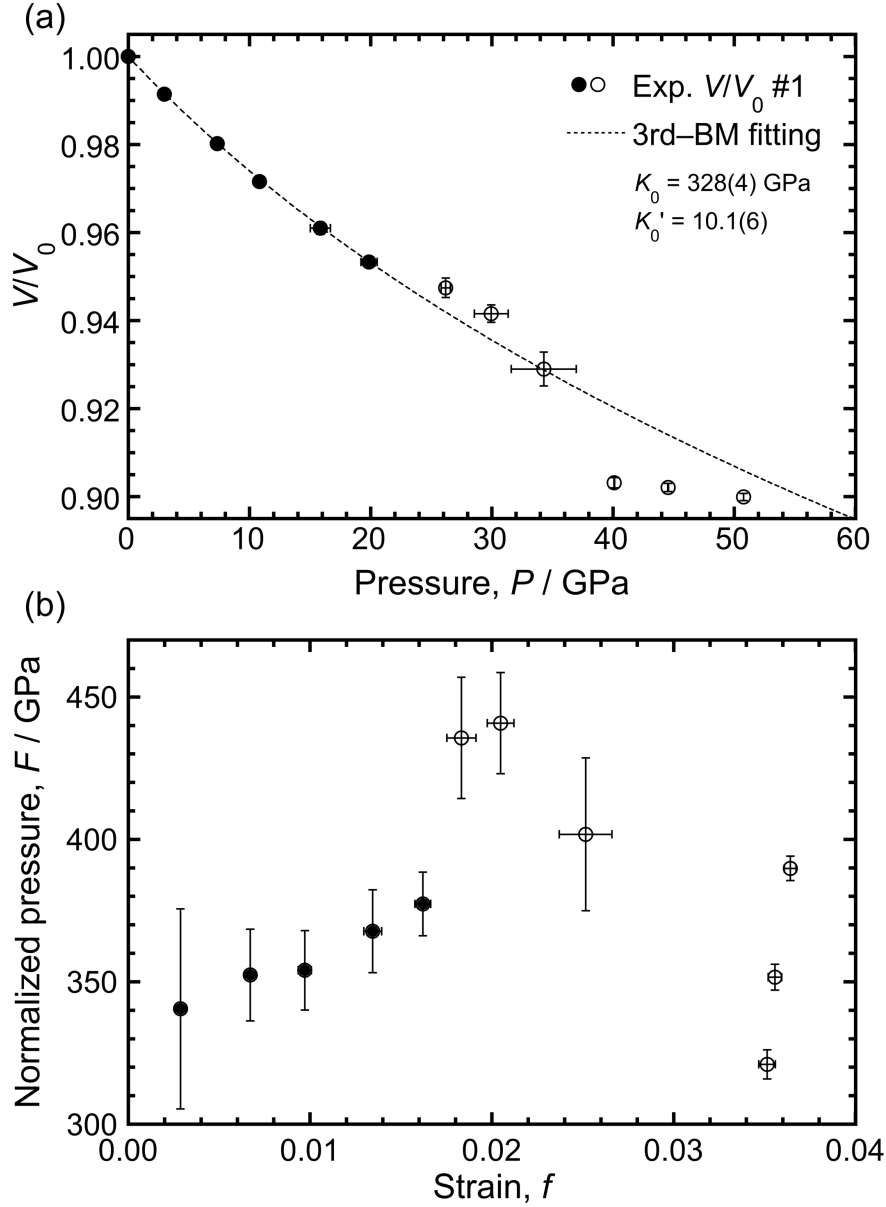 (a)
1.00
0.98
0.96
0.94
0.92
0.90
V/V0
Exp. V/V0 #1
3rd–BM fitting
K0 = 328(4) GPa
K0' = 10.1(6)
0 10 20 30 40 50 60
Pressure, P / GPa
(b)
450
400
350
300
Normalized pressure, F / GPa
0.00 0.01 0.02 0.03 0.04
Strain, f